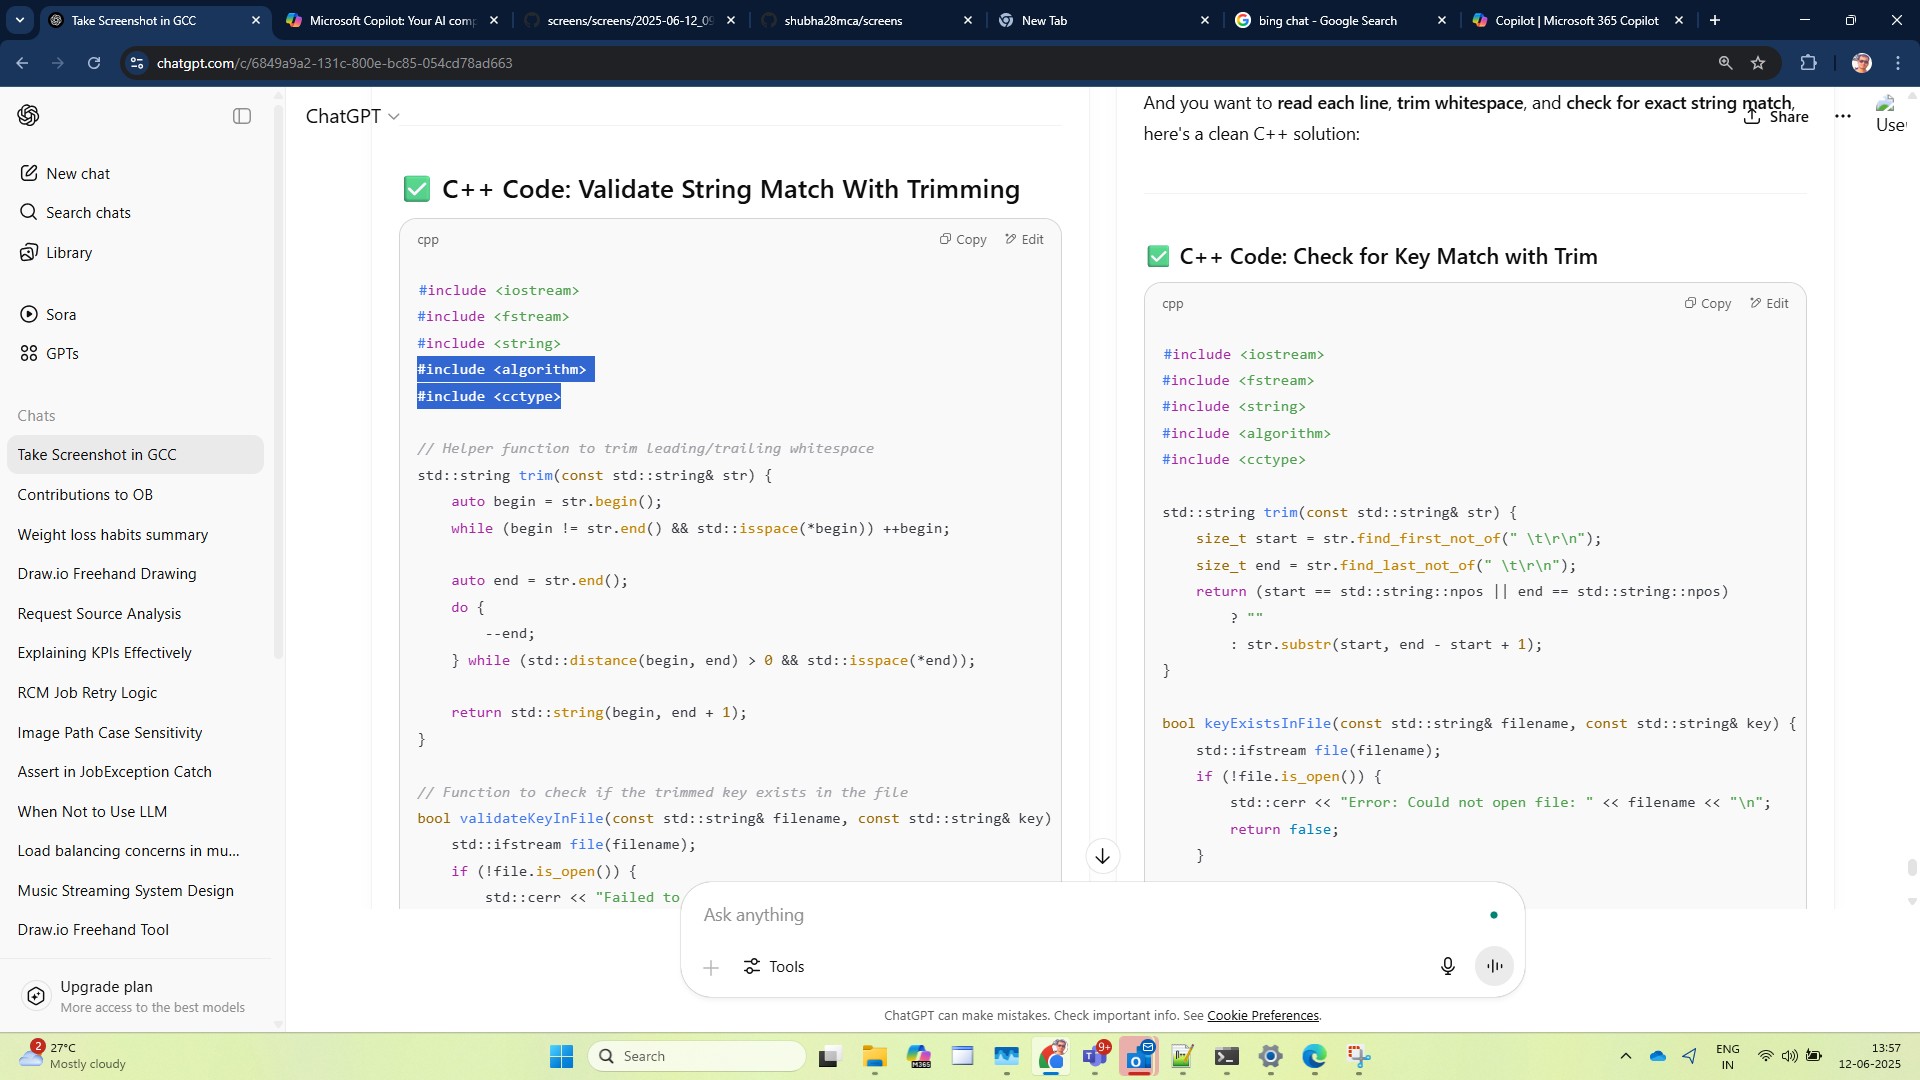 Take Screenshot in GCC
Microsoft Copilot: Your AI comp
screens/screens/2025-06-12_09
shubha28mca/screens
New Tab
bing chat - Google Search
Copilot | Microsoft 365 Copilot
chatgpt.com/c/6849a9a2-131c-800e-bc85-054cd78ad663
New chat
Search chats
Library
Sora
GPTs
Chats
Take Screenshot in GCC
Contributions to OB
Weight loss habits summary
Draw.io Freehand Drawing
Request Source Analysis
Explaining KPIs Effectively
RCM Job Retry Logic
Image Path Case Sensitivity
Assert in JobException Catch
When Not to Use LLM
Load balancing concerns in mu...
Music Streaming System Design
Draw.io Freehand Tool
Upgrade plan
More access to the best models
ChatGPT
C++ Code: Validate String Match With Trimming
cpp
Copy
Edit
#include <iostream>
#include <fstream>
#include <string>
#include <algorithm>
#include <cctype>
// Helper function to trim leading/trailing whitespace
std::string trim(const std::string& str) {
    auto begin = str.begin();
    while (begin != str.end() && std::isspace(*begin)) ++begin;
    auto end = str.end();
    do {
        --end;
    } while (std::distance(begin, end) > 0 && std::isspace(*end));
    return std::string(begin, end + 1);
}
// Function to check if the trimmed key exists in the file
bool validateKeyInFile(const std::string& filename, const std::string& key)
    std::ifstream file(filename);
    if (!file.is_open()) {
        std::cerr << "Failed to
And you want to read each line, trim whitespace, and check for exact string match,
here's a clean C++ solution:
Share
Use
C++ Code: Check for Key Match with Trim
cpp
Copy
Edit
#include <iostream>
#include <fstream>
#include <string>
#include <algorithm>
#include <cctype>
std::string trim(const std::string& str) {
    size_t start = str.find_first_not_of(" \t\r\n");
    size_t end = str.find_last_not_of(" \t\r\n");
    return (start == std::string::npos || end == std::string::npos)
        ? ""
        : str.substr(start, end - start + 1);
}
bool keyExistsInFile(const std::string& filename, const std::string& key) {
    std::ifstream file(filename);
    if (!file.is_open()) {
        std::cerr << "Error: Could not open file: " << filename << "\n";
        return false;
    }
Ask anything
Tools
ChatGPT can make mistakes. Check important info. See Cookie Preferences.
2
27°C
Mostly cloudy
Search
M365
9+
ENG
IN
13:57
12-06-2025